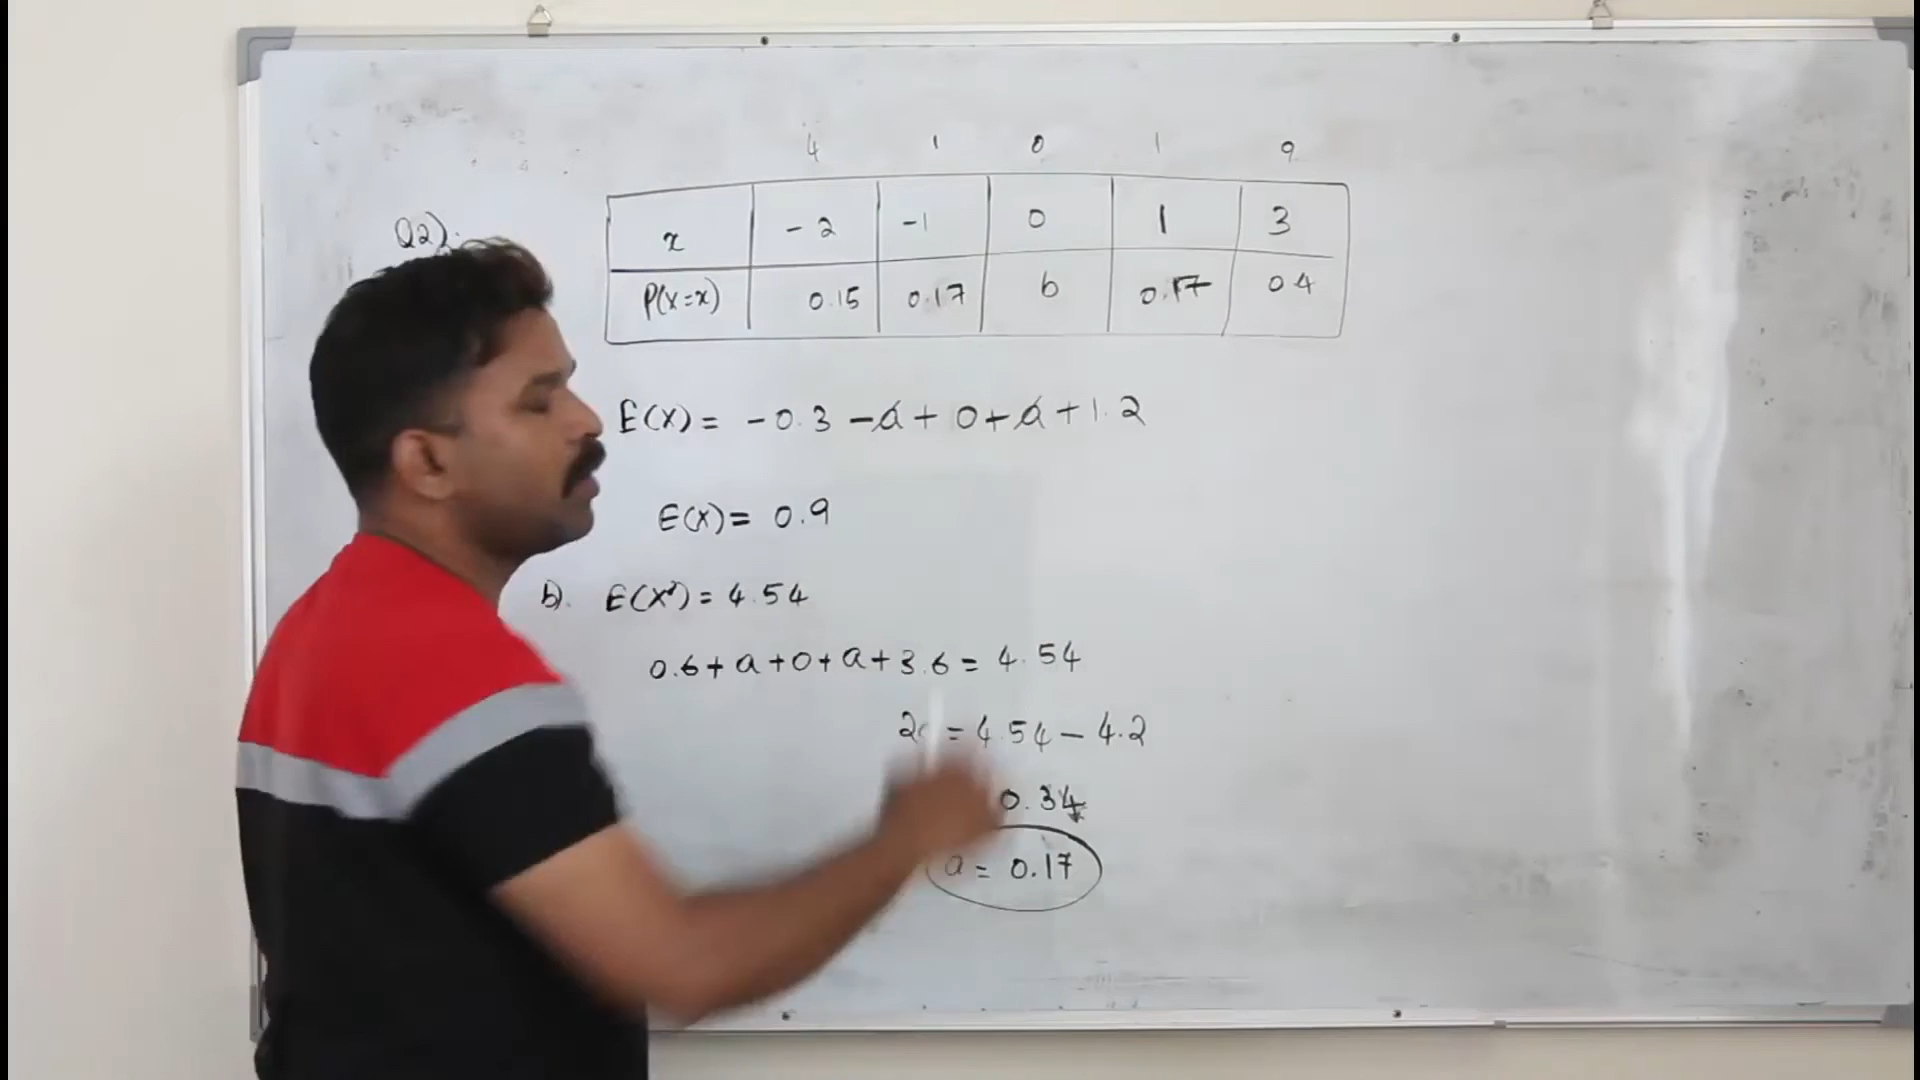 4 1 0 1 9
Q2).
x -2 -1 0 1 3
P(X=x) 0.15 0.17 b 0.17 0.4
E(X) = -0.3 - a + 0 + a + 1.2
E(X) = 0.9
b). E(X²) = 4.54
0.6 + a + 0 + a + 3.6 = 4.54
2 = 4.54 - 4.2
0.34
a = 0.17